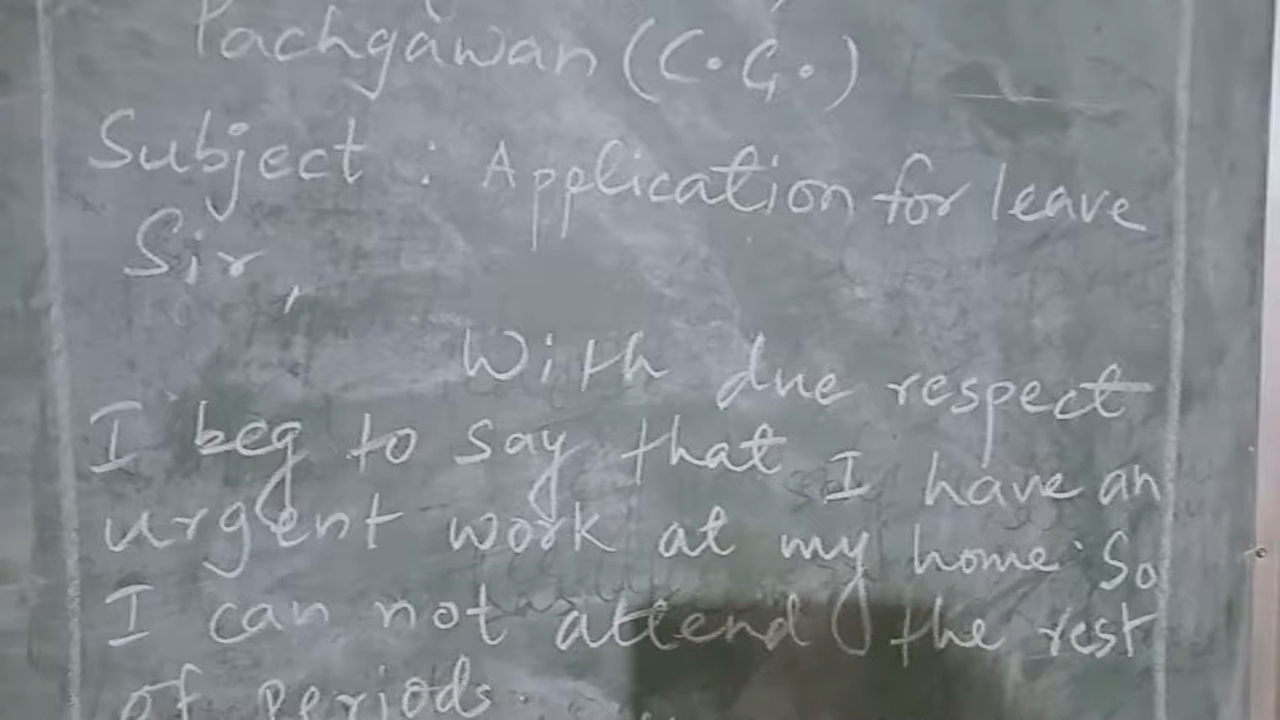 Pachgawan (C.G.)
Subject : Application for leave
Sir,
With due respect
I beg to say that I have an
urgent work at my home. So
I can not attend the rest
of periods.